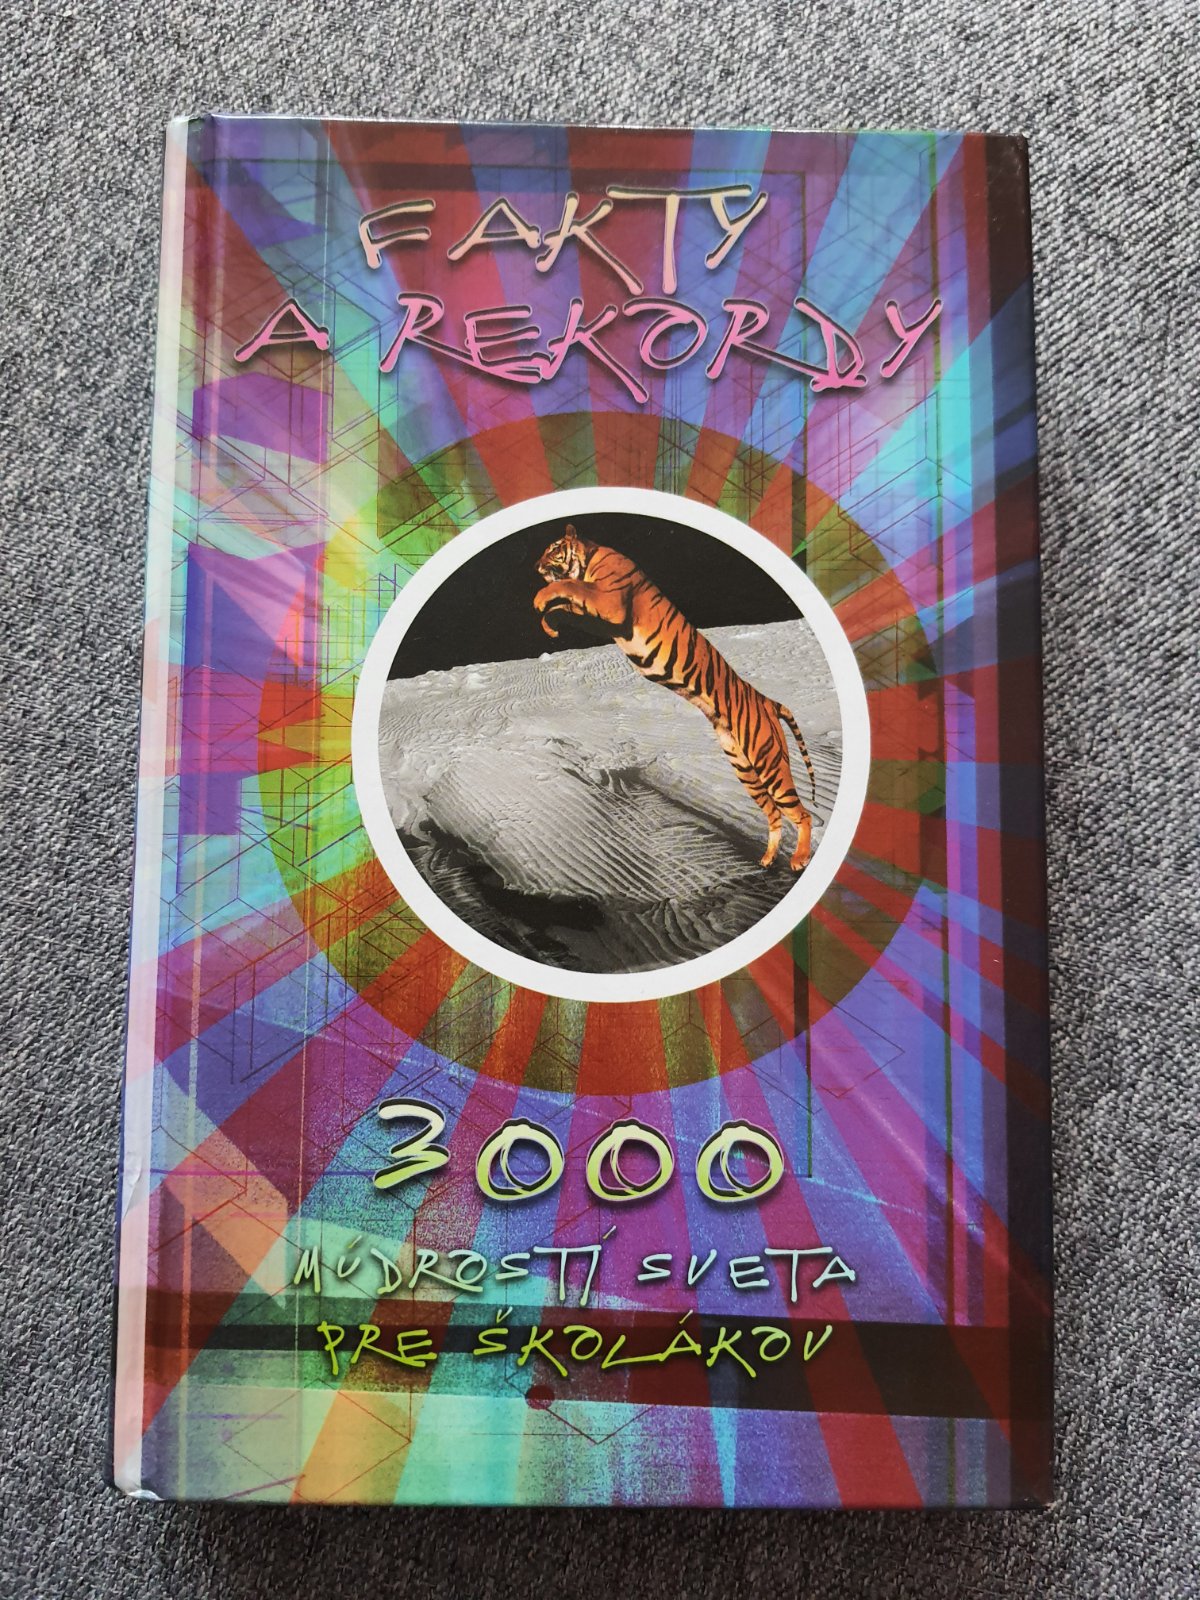 FAKTY
A REKORDY
3000
MÚDROSTÍ SVETA
PRE ŠKOLÁKOV